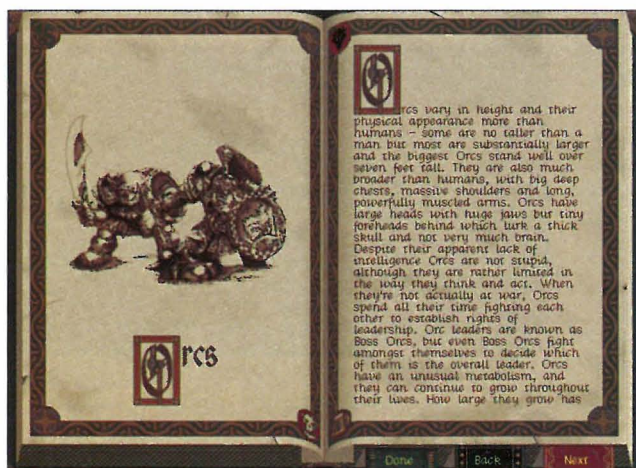 Orcs
Orcs vary in height and their
physical appearance more than
humans – some are no taller than a
man but most are substantially larger
and the biggest Orcs stand well over
seven feet tall. They are also much
broader than humans, with big deep
chests, massive shoulders and long,
powerfully muscled arms. Orcs have
large heads with huge jaws but tiny
foreheads behind which lurk a thick
skull and not very much brain.
Despite their apparent lack of
intelligence Orcs are not stupid,
although they are rather limited in
the way they think and act. When
they're not actually at war, Orcs
spend all their time fighting each
other to establish rights of
leadership. Orc leaders are known as
Boss Orcs, but even Boss Orcs fight
amongst themselves to decide which
of them is the overall leader. Orcs
have an unusual metabolism, and
they can continue to grow throughout
their lives. How large they grow has
Done
Back
Next